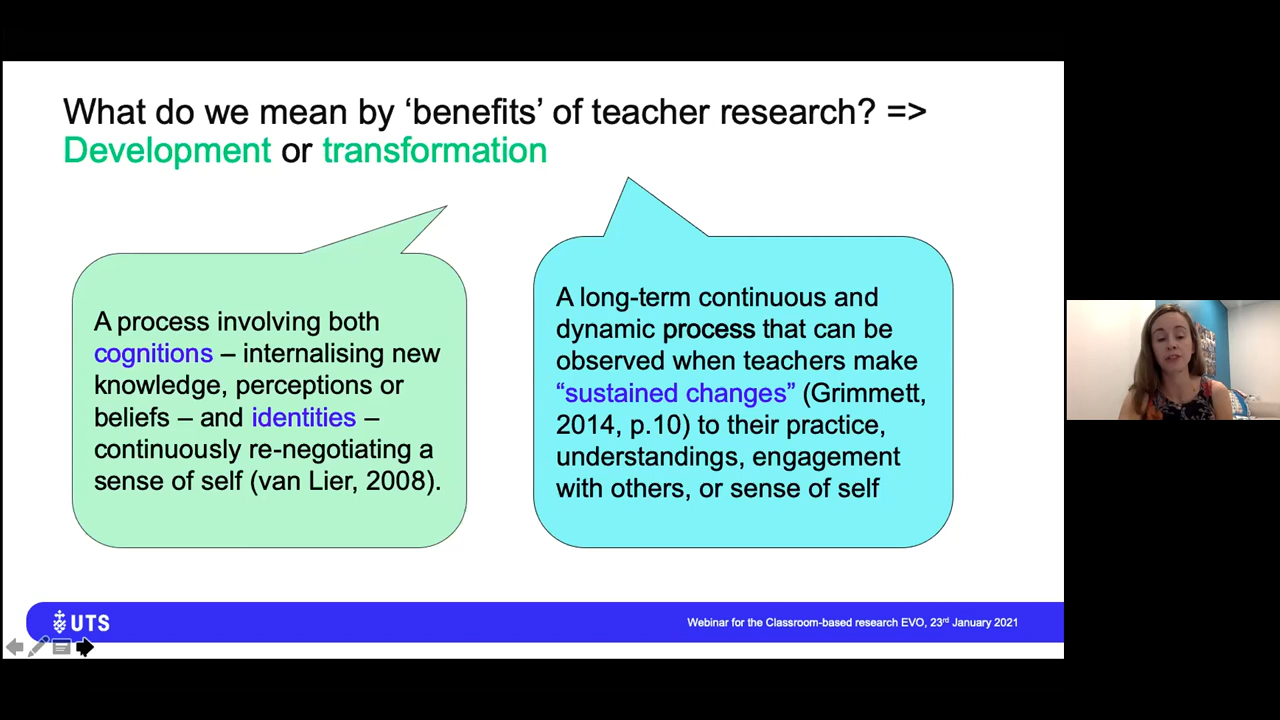 What do we mean by ‘benefits’ of teacher research? =>
Development or transformation
A process involving both
cognitions – internalising new
knowledge, perceptions or
beliefs – and identities –
continuously re-negotiating a
sense of self (van Lier, 2008).
A long-term continuous and
dynamic process that can be
observed when teachers make
“sustained changes” (Grimmett,
2014, p.10) to their practice,
understandings, engagement
with others, or sense of self
UTS
Webinar for the Classroom-based research EVO, 23rd January 2021